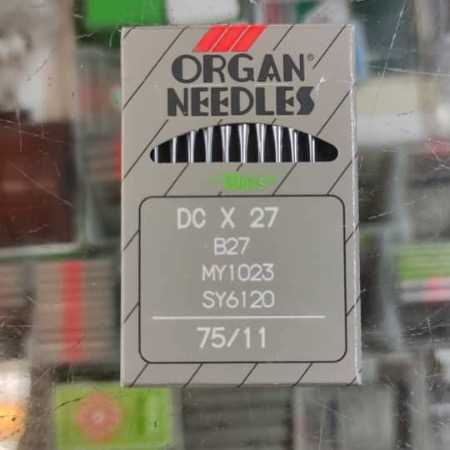 ORGAN®
NEEDLES
DC X 27
B27
MY1023
SY6120
75/11